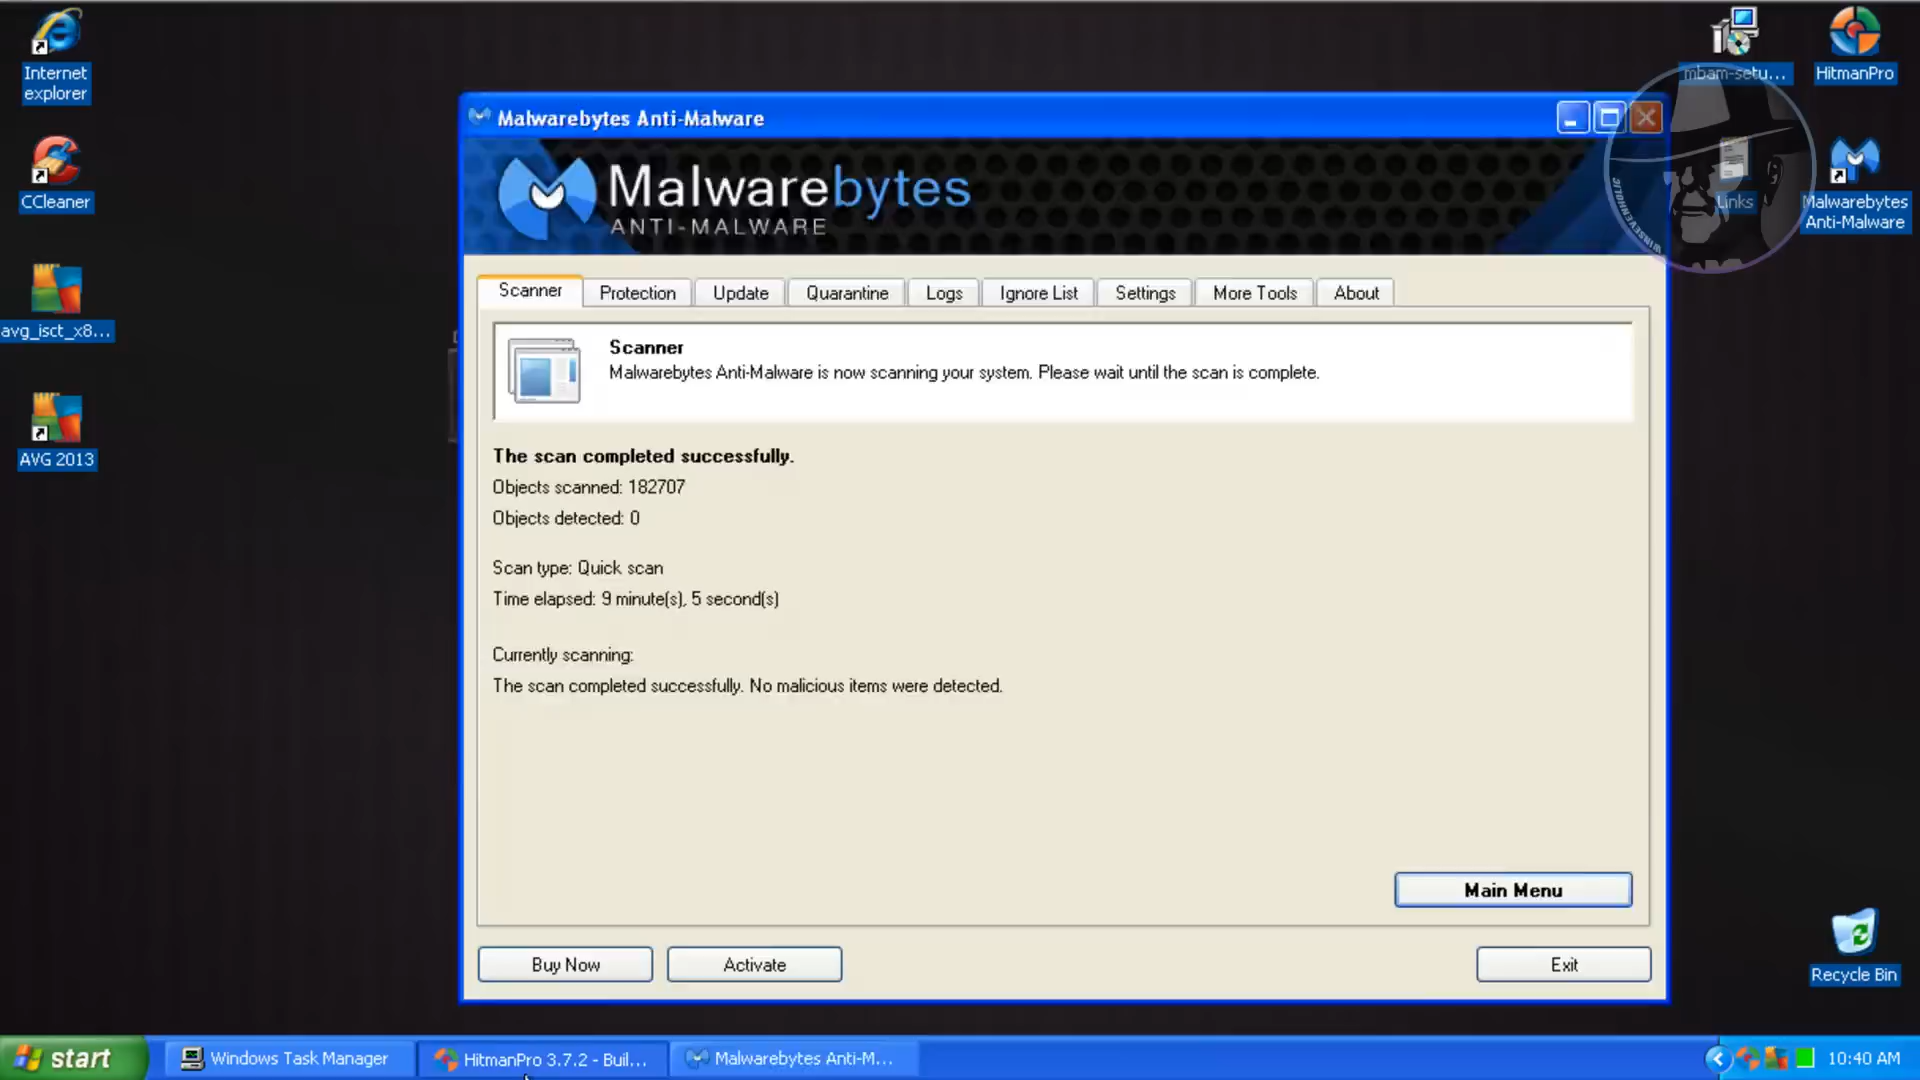 Internet
explorer
CCleaner
avg_isct_x8...
AVG 2013
mbam-setu...
HitmanPro
Links
Malwarebytes
Anti-Malware
Malwarebytes Anti-Malware
Malwarebytes
ANTI-MALWARE
Scanner
Protection
Update
Quarantine
Logs
Ignore List
Settings
More Tools
About
Scanner
Malwarebytes Anti-Malware is now scanning your system. Please wait until the scan is complete.
The scan completed successfully.
Objects scanned: 182707
Objects detected: 0
Scan type: Quick scan
Time elapsed: 9 minute(s), 5 second(s)
Currently scanning:
The scan completed successfully. No malicious items were detected.
Main Menu
Buy Now
Activate
Exit
Recycle Bin
start
Windows Task Manager
HitmanPro 3.7.2 - Buil...
Malwarebytes Anti-M...
10:40 AM